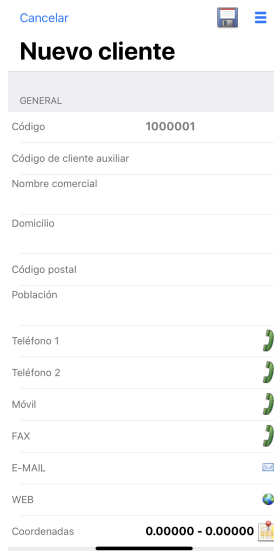 Cancelar
Nuevo cliente
GENERAL
Código 1000001
Código de cliente auxiliar
Nombre comercial
Domicilio
Código postal
Población
Teléfono 1
Teléfono 2
Móvil
FAX
E-MAIL
WEB
Coordenadas 0.00000 - 0.00000